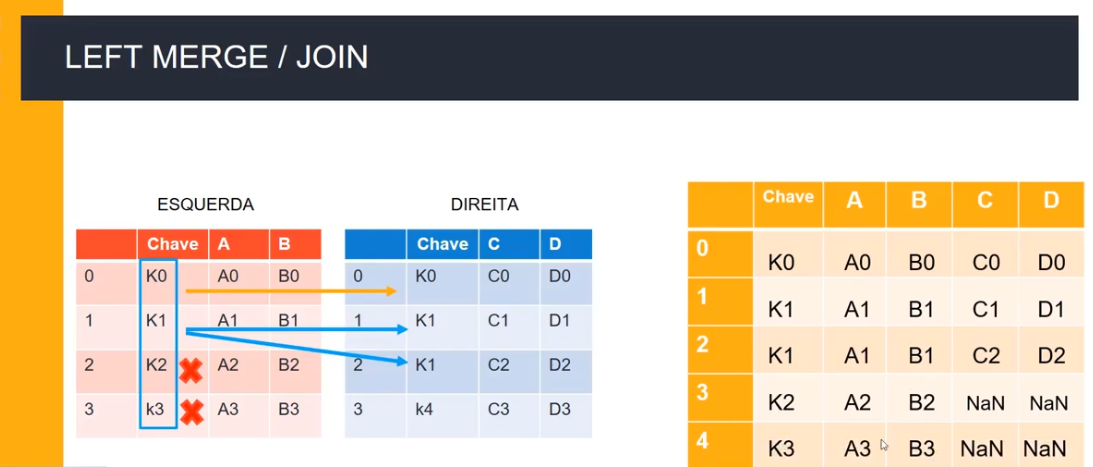 LEFT MERGE / JOIN
ESQUERDA
Chave A B
0 K0 A0 B0
1 K1 A1 B1
2 K2 A2 B2
3 k3 A3 B3
DIREITA
Chave C D
0 K0 C0 D0
1 K1 C1 D1
2 K1 C2 D2
3 k4 C3 D3
Chave A B C D
0 K0 A0 B0 C0 D0
1 K1 A1 B1 C1 D1
2 K1 A1 B1 C2 D2
3 K2 A2 B2 NaN NaN
4 K3 A3 B3 NaN NaN